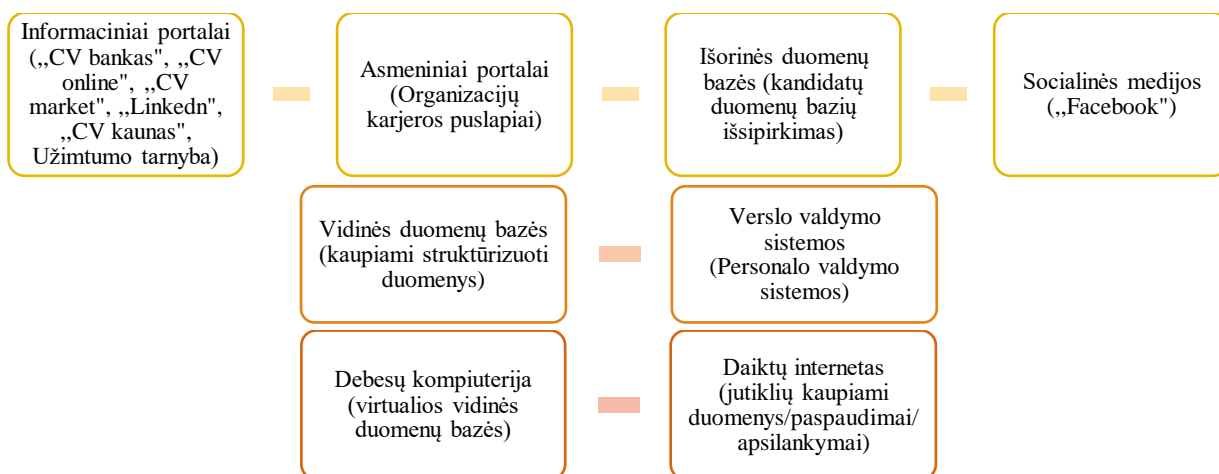 Informaciniai portalai
(,,CV bankas", ,,CV
online", ,,CV
market", ,,Linkedn",
,,CV kaunas",
Užimtumo tarnyba)
Asmeniniai portalai
(Organizacijų
karjeros puslapiai)
Išorinės duomenų
bazės (kandidatų
duomenų bazių
išsipirkimas)
Socialinės medijos
(,,Facebook")
Vidinės duomenų bazės
(kaupiami struktūrizuoti
duomenys)
Verslo valdymo
sistemos
(Personalo valdymo
sistemos)
Debesų kompiuterija
(virtualios vidinės
duomenų bazės)
Daiktų internetas
(jutiklių kaupiami
duomenys/paspaudimai/
apsilankymai)